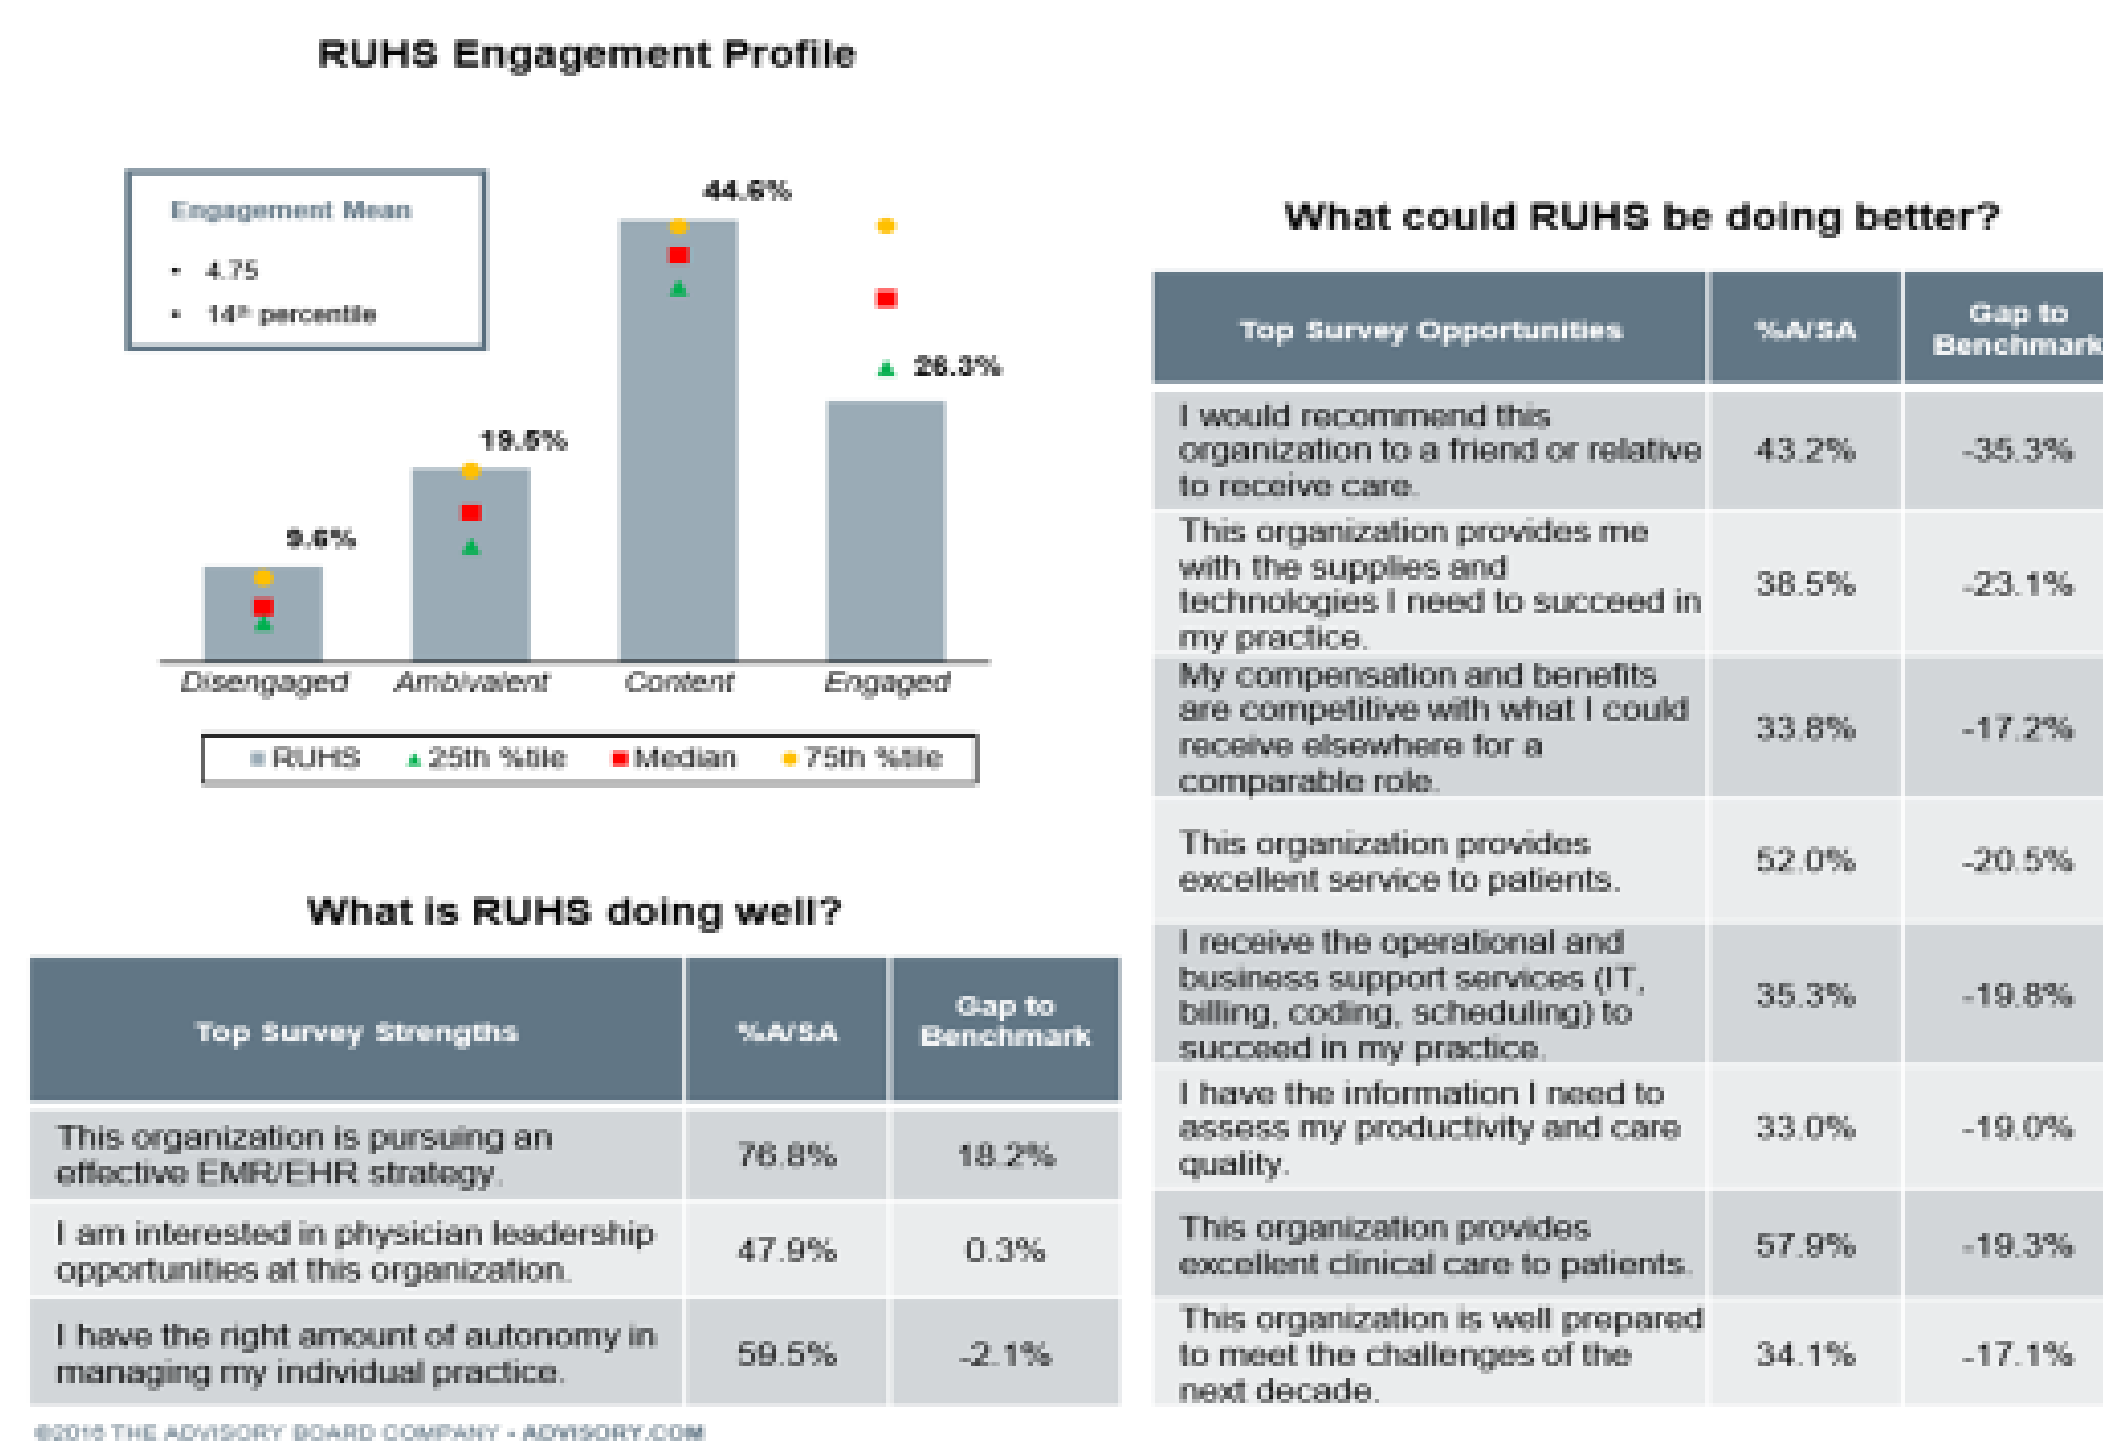 RUHS Engagement Profile
44.6%
Engagement Mean
• 4.75
• 14th percentile
26.3%
19.5%
9.6%
Disengaged Ambivalent Content Engaged
RUHS 25th %tile Median 75th %tile
What is RUHS doing well?
Top Survey Strengths %A/SA Gap to
Benchmark
This organization is pursuing an
effective EMR/EHR strategy. 76.8% 18.2%
I am interested in physician leadership
opportunities at this organization. 47.9% 0.3%
I have the right amount of autonomy in
managing my individual practice. 59.5% -2.1%
What could RUHS be doing better?
Top Survey Opportunities %A/SA Gap to
Benchmark
I would recommend this
organization to a friend or relative 43.2% -35.3%
to receive care.
This organization provides me
with the supplies and
technologies I need to succeed in 38.5% -23.1%
my practice.
My compensation and benefits
are competitive with what I could
receive elsewhere for a 33.8% -17.2%
comparable role.
This organization provides
excellent service to patients. 52.0% -20.5%
I receive the operational and
business support services (IT,
billing, coding, scheduling) to 35.3% -19.8%
succeed in my practice.
I have the information I need to
assess my productivity and care 33.0% -19.0%
quality.
This organization provides
excellent clinical care to patients. 57.9% -19.3%
This organization is well prepared
to meet the challenges of the 34.1% -17.1%
next decade.
THE ADVISORY BOARD COMPANY • ADVISORY.COM